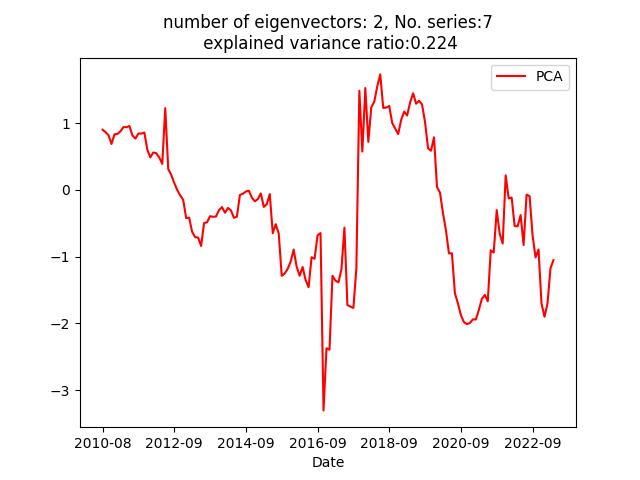 number of eigenvectors: 2, No. series:7
explained variance ratio:0.224
PCA
1
0
−1
−2
−3
2010-08 2012-09 2014-09 2016-09 2018-09 2020-09 2022-09
Date